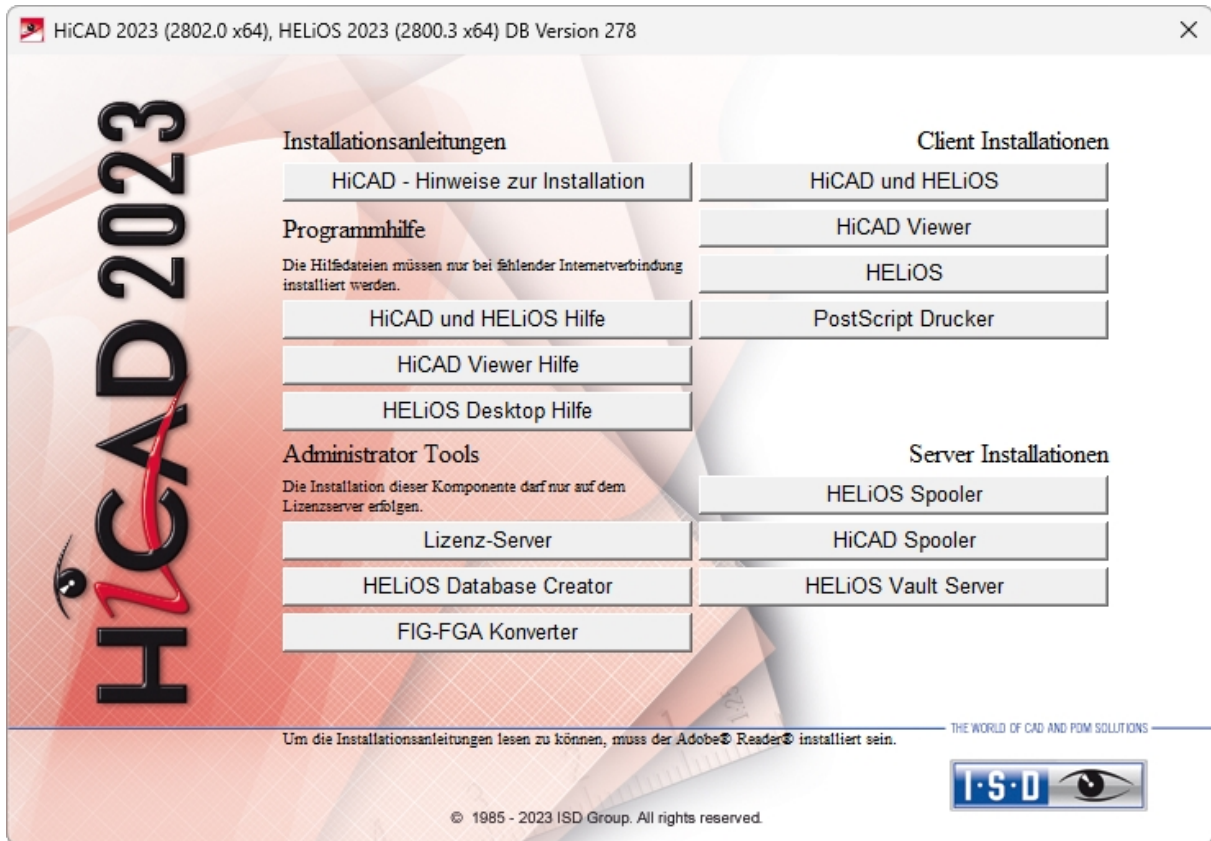 HiCAD 2023 (2802.0 x64), HELiOS 2023 (2800.3 x64) DB Version 278
HiCAD 2023
Installationsanleitungen
HiCAD - Hinweise zur Installation
Programmhilfe
Die Hilfedateien müssen nur bei fehlender Internetverbindung
installiert werden.
HiCAD und HELiOS Hilfe
HiCAD Viewer Hilfe
HELiOS Desktop Hilfe
Administrator Tools
Die Installation dieser Komponente darf nur auf dem
Lizenzserver erfolgen.
Lizenz-Server
HELiOS Database Creator
FIG-FGA Konverter
Client Installationen
HiCAD und HELiOS
HiCAD Viewer
HELiOS
PostScript Drucker
Server Installationen
HELiOS Spooler
HiCAD Spooler
HELiOS Vault Server
Um die Installationsanleitungen lesen zu können, muss der Adobe® Reader® installiert sein.
THE WORLD OF CAD AND PDM SOLUTIONS
I·S·D
© 1985 - 2023 ISD Group. All rights reserved.